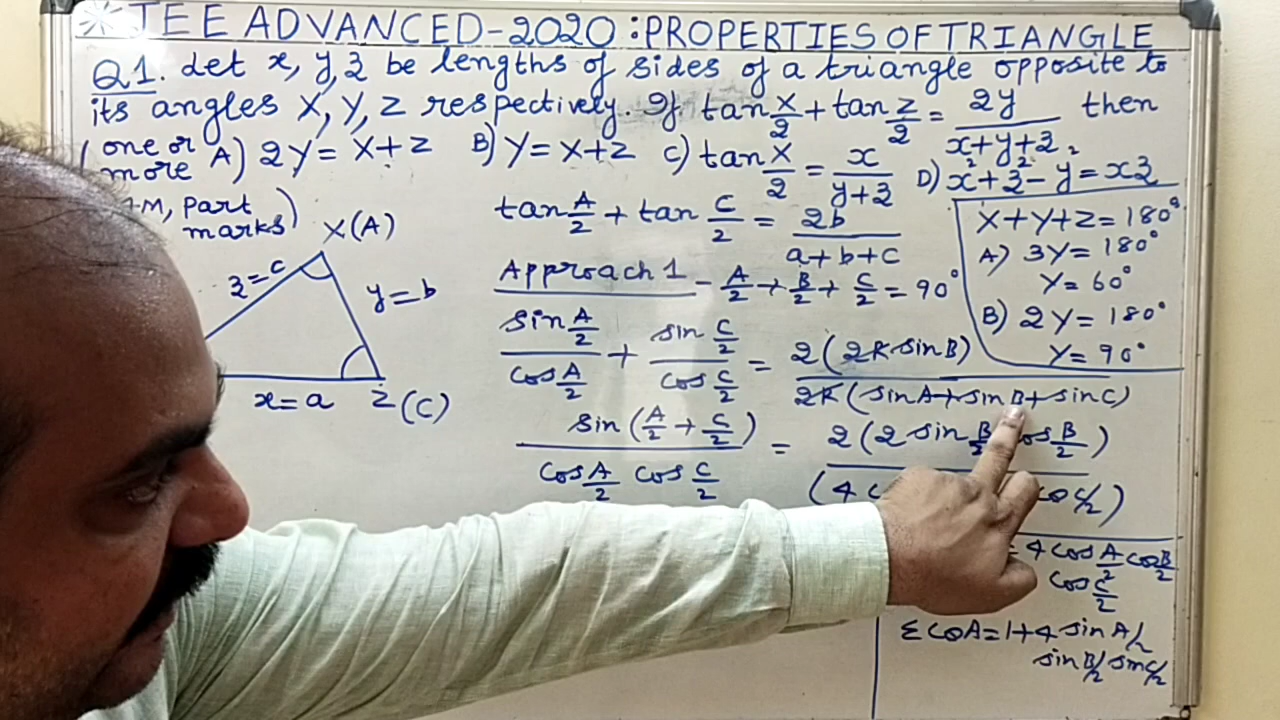 JEE ADVANCED-2020: PROPERTIES OF TRIANGLE
Q1. Let x, y, z be lengths of sides of a triangle opposite to
its angles X, Y, Z respectively. If tan X/2 + tan Z/2 = 2y/(x+y+z) then
(one or more A) 2Y = X+Z B) Y = X+Z C) tan X/2 = x/(y+z) D) x²+z²-y² = xz
M, Part marks)
X(A)
z=c
y=b
x=a Z(C)
tan A/2 + tan C/2 = 2b/(a+b+c)
Approach 1 - A/2 + B/2 + C/2 = 90°
sin A/2 / cos A/2 + sin C/2 / cos C/2 = 2(2K sin B) / 2K(sin A + sin B + sin C)
sin(A/2 + C/2) / cos A/2 cos C/2 = 2(2 sin B/2 cos B/2) / (4 c C/2)
X+Y+Z = 180°
A) 3Y = 180°
Y = 60°
B) 2Y = 180°
Y = 90°
= 4 cos A/2 cos B/2
cos C/2
Σ cos A = 1+4 sin A/2
sin B/2 sin C/2